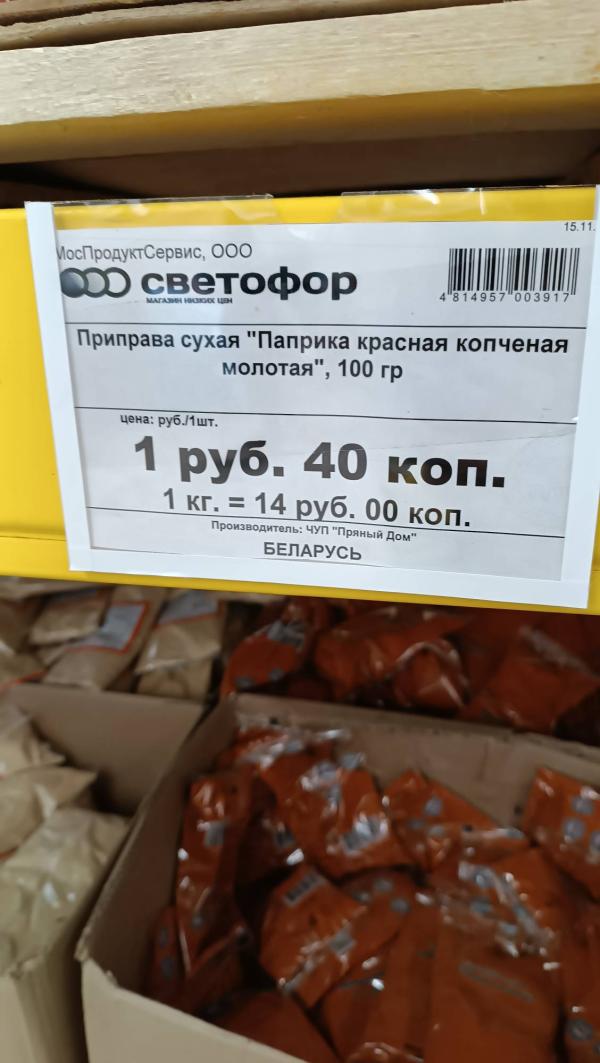 15.11.
МосПродуктСервис, ООО
светофор
МАГАЗИН НИЗКИХ ЦЕН
4 814957 003917
Приправа сухая "Паприка красная копченая
молотая", 100 гр
цена: руб./1шт.
1 руб. 40 коп.
1 кг. = 14 руб. 00 коп.
Производитель: ЧУП "Пряный Дом"
БЕЛАРУСЬ